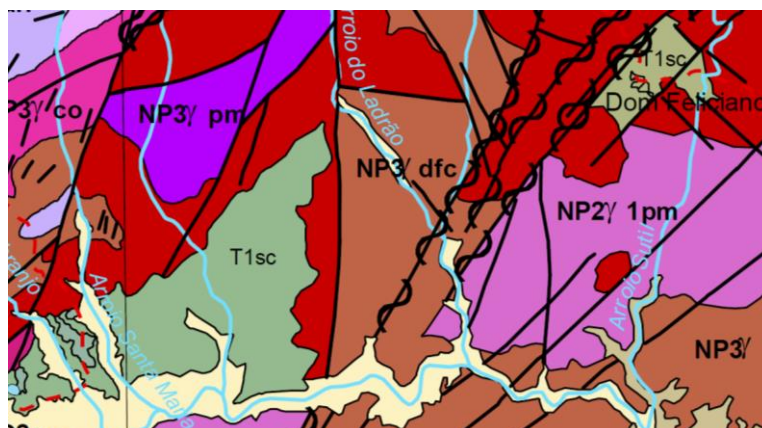 T1sc
Dom Feliciano
Arroio do Ladrão
P3γ co
NP3γ pm
NP3γ dfc
NP2γ 1pm
T1sc
Arroio Sutil
Arroio Santa Maria
NP3γ